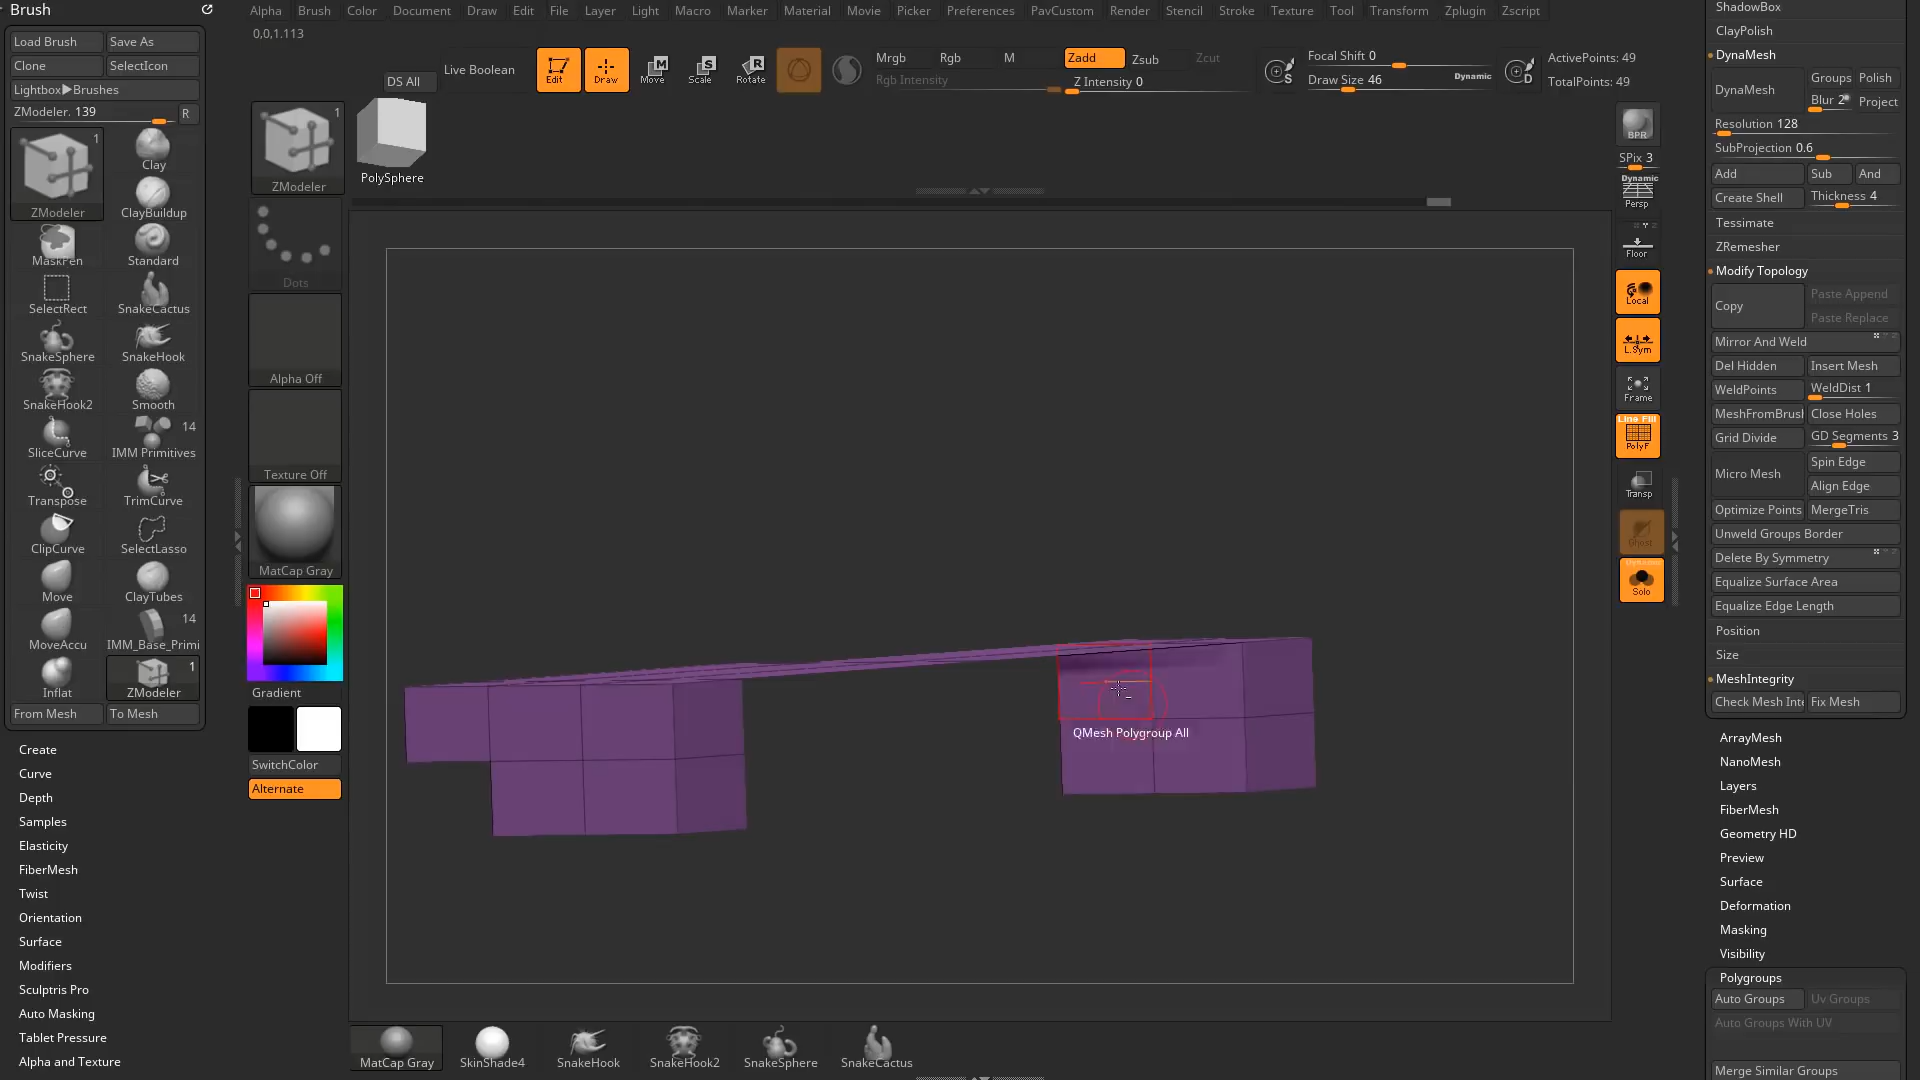 Brush
Alpha Brush Color Document Draw Edit File Layer Light Macro Marker Material Movie Picker Preferences PavCustom Render Stencil Stroke Texture Tool Transform Zplugin Zscript
0,0,1.113
Load Brush Save As
Clone SelectIcon
Lightbox▶Brushes
ZModeler. 139 R
ZModeler 1
Clay
ClayBuildup
MaskPen Standard
SelectRect SnakeCactus
SnakeSphere SnakeHook
SnakeHook2 Smooth
SliceCurve IMM Primitives 14
Transpose TrimCurve
ClipCurve SelectLasso
Move ClayTubes
MoveAccu IMM_Base_Primi 14
Inflat ZModeler 1
From Mesh To Mesh
Create
Curve
Depth
Samples
Elasticity
FiberMesh
Twist
Orientation
Surface
Modifiers
Sculptris Pro
Auto Masking
Tablet Pressure
Alpha and Texture
DS All
Live Boolean
Edit Draw Move Scale Rotate
M S R
Mrgb Rgb M
Rgb Intensity
Zadd Zsub Zcut
Z Intensity 0
S
Focal Shift 0
Draw Size 46 Dynamic
D
ActivePoints: 49
TotalPoints: 49
ZModeler 1
PolySphere
Dots
Alpha Off
Texture Off
MatCap Gray
Gradient
SwitchColor
Alternate
QMesh Polygroup All
MatCap Gray SkinShade4 SnakeHook SnakeHook2 SnakeSphere SnakeCactus
BPR
SPix 3
Dynamic
Persp
Floor
Local
L.Sym
Frame
Line Fill
PolyF
Transp
Ghost
Dynamic
Solo
ShadowBox
ClayPolish
DynaMesh
DynaMesh Groups Polish
Blur 2 Project
Resolution 128
SubProjection 0.6
Add Sub And
Create Shell Thickness 4
Tessimate
ZRemesher
Modify Topology
Copy Paste Append
Paste Replace
Mirror And Weld
Del Hidden Insert Mesh
WeldPoints WeldDist 1
MeshFromBrush Close Holes
Grid Divide GD Segments 3
Micro Mesh Spin Edge
Align Edge
Optimize Points MergeTris
Unweld Groups Border
Delete By Symmetry
Equalize Surface Area
Equalize Edge Length
Position
Size
MeshIntegrity
Check Mesh Inte Fix Mesh
ArrayMesh
NanoMesh
Layers
FiberMesh
Geometry HD
Preview
Surface
Deformation
Masking
Visibility
Polygroups
Auto Groups Uv Groups
Auto Groups With UV
Merge Similar Groups